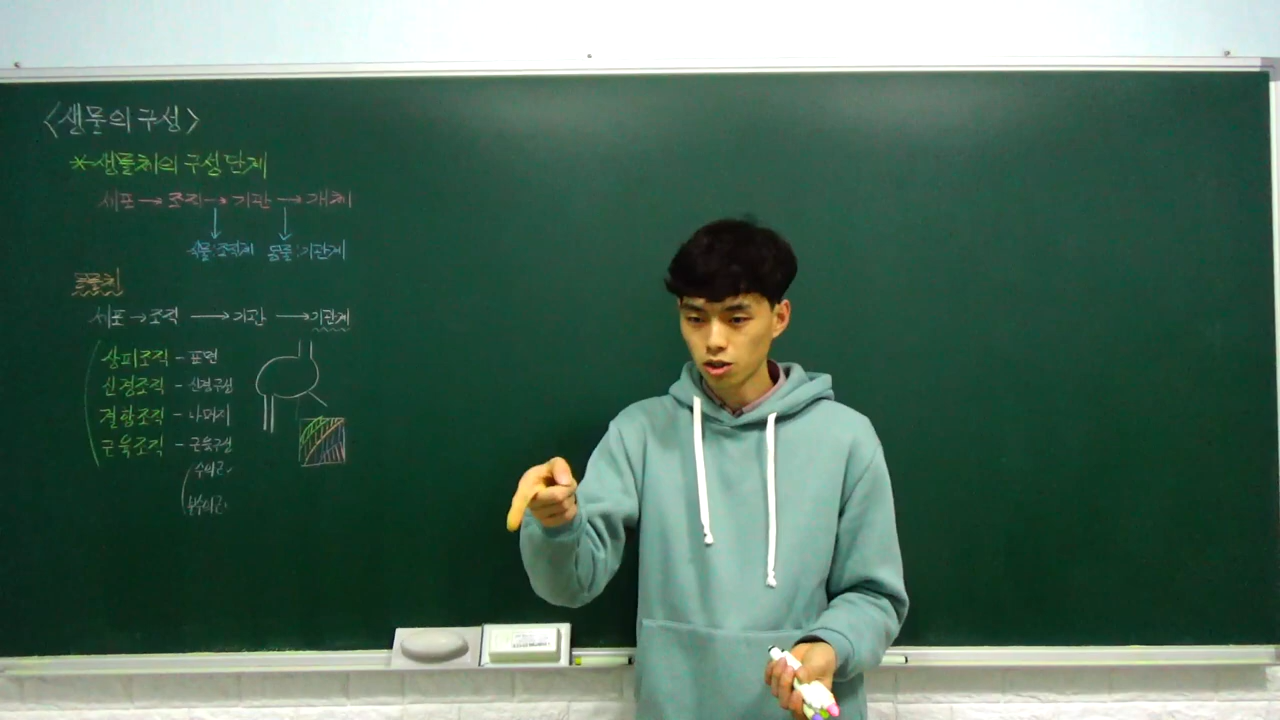 <생물의 구성>
*생물체의 구성 단계
세포 → 조직 → 기관 → 개체
식물:조직계 동물:기관계
동물체
세포 → 조직 → 기관 → 기관계
상피조직 - 표면
신경조직 - 신경구성
결합조직 - 나머지
근육조직 - 근육구성
수의근
불수의근